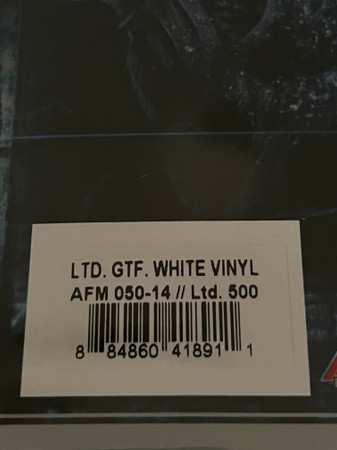 LTD. GTF. WHITE VINYL
AFM 050-14 // Ltd. 500
8 84860 41891 1